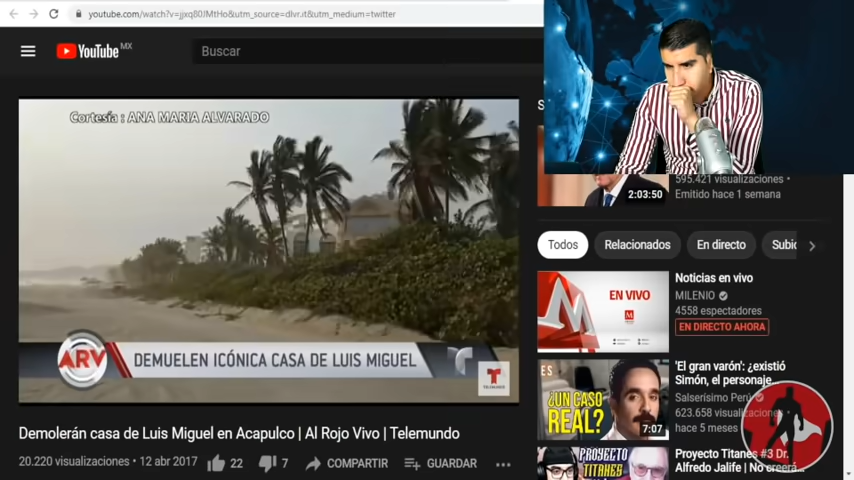 youtube.com/watch?v=jjxq80JMtHo&utm_source=dlvr.it&utm_medium=twitter
YouTube MX
Buscar
Cortesía : ANA MARIA ALVARADO
ARV
DEMUELEN ICÓNICA CASA DE LUIS MIGUEL
TELEMUNDO
Demolerán casa de Luis Miguel en Acapulco | Al Rojo Vivo | Telemundo
20.220 visualizaciones • 12 abr 2017
22
7
COMPARTIR
GUARDAR
S
2:03:50
595.421 visualizaciones •
Emitido hace 1 semana
Todos
Relacionados
En directo
EN VIVO
Noticias en vivo
MILENIO
4558 espectadores
EN DIRECTO AHORA
ES
¿UN CASO
REAL?
7:07
'El gran varón': ¿existió
Simón, el personaje...
Salserísimo Perú
623.658
hace 5 meses
PROYECTO
TITANES
Proyecto Titanes #3 Dr.
Alfredo Jalife | No creerá...